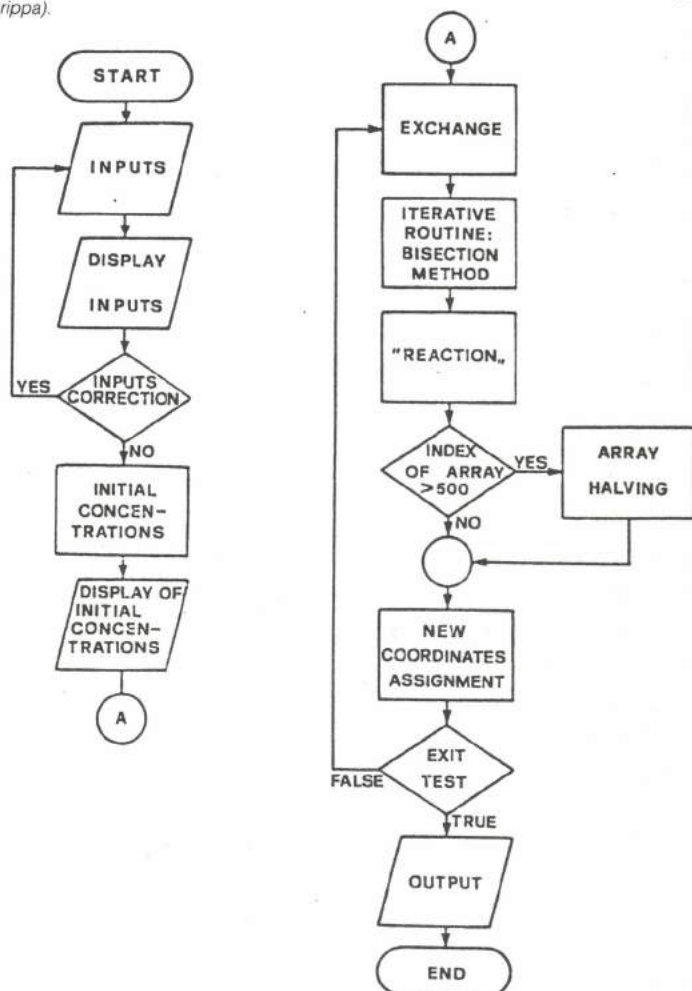 rippa).
START
INPUTS
DISPLAY
INPUTS
INPUTS
CORRECTION
YES
NO
INITIAL
CONCEN-
TRATIONS
DISPLAY OF
INITIAL
CONCEN-
TRATIONS
A
A
EXCHANGE
ITERATIVE
ROUTINE:
BISECTION
METHOD
"REACTION„
INDEX
OF ARRAY
>500
YES
NO
ARRAY
HALVING
NEW
COORDINATES
ASSIGNMENT
EXIT
TEST
FALSE
TRUE
OUTPUT
END